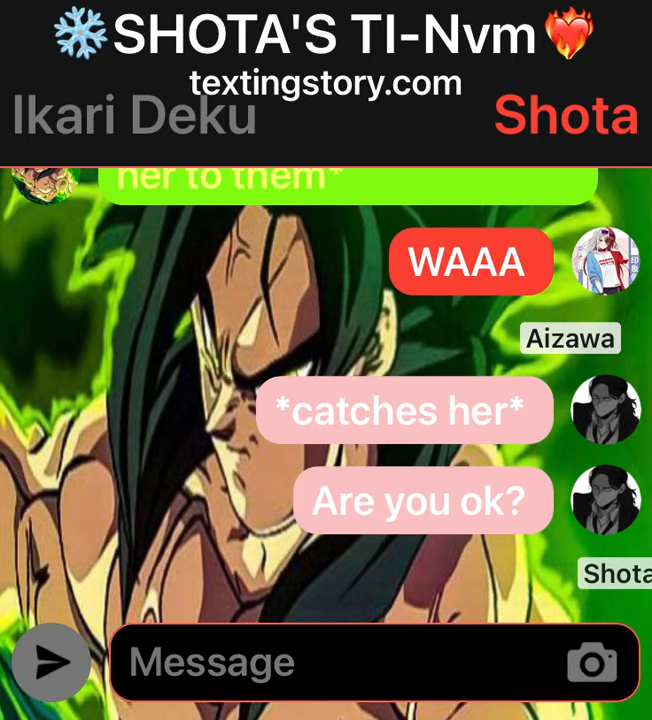 ❄️SHOTA'S TI-Nvm❤️‍🔥
textingstory.com
Ikari Deku
Shota
her to them*
WAAA
Aizawa
*catches her*
Are you ok?
Shota
Message